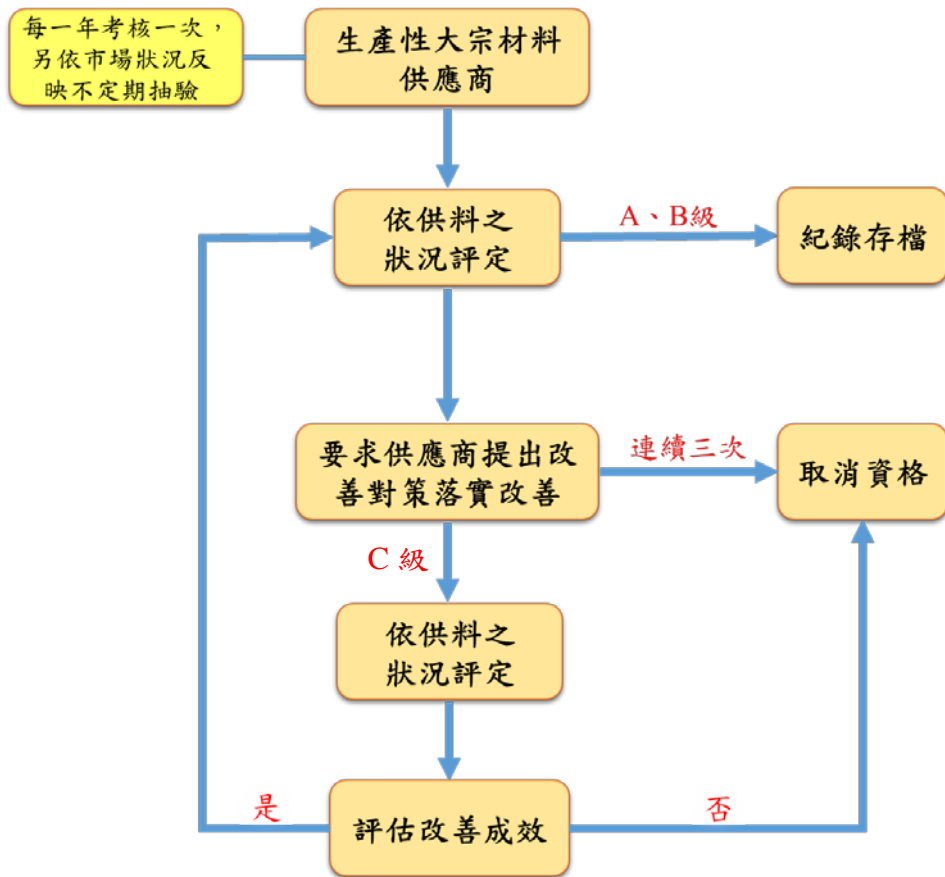 每一年考核一次，
另依市場狀況反
映不定期抽驗
生產性大宗材料
供應商
依供料之
狀況評定
A、B級
紀錄存檔
要求供應商提出改
善對策落實改善
連續三次
取消資格
C 級
依供料之
狀況評定
是
評估改善成效
否